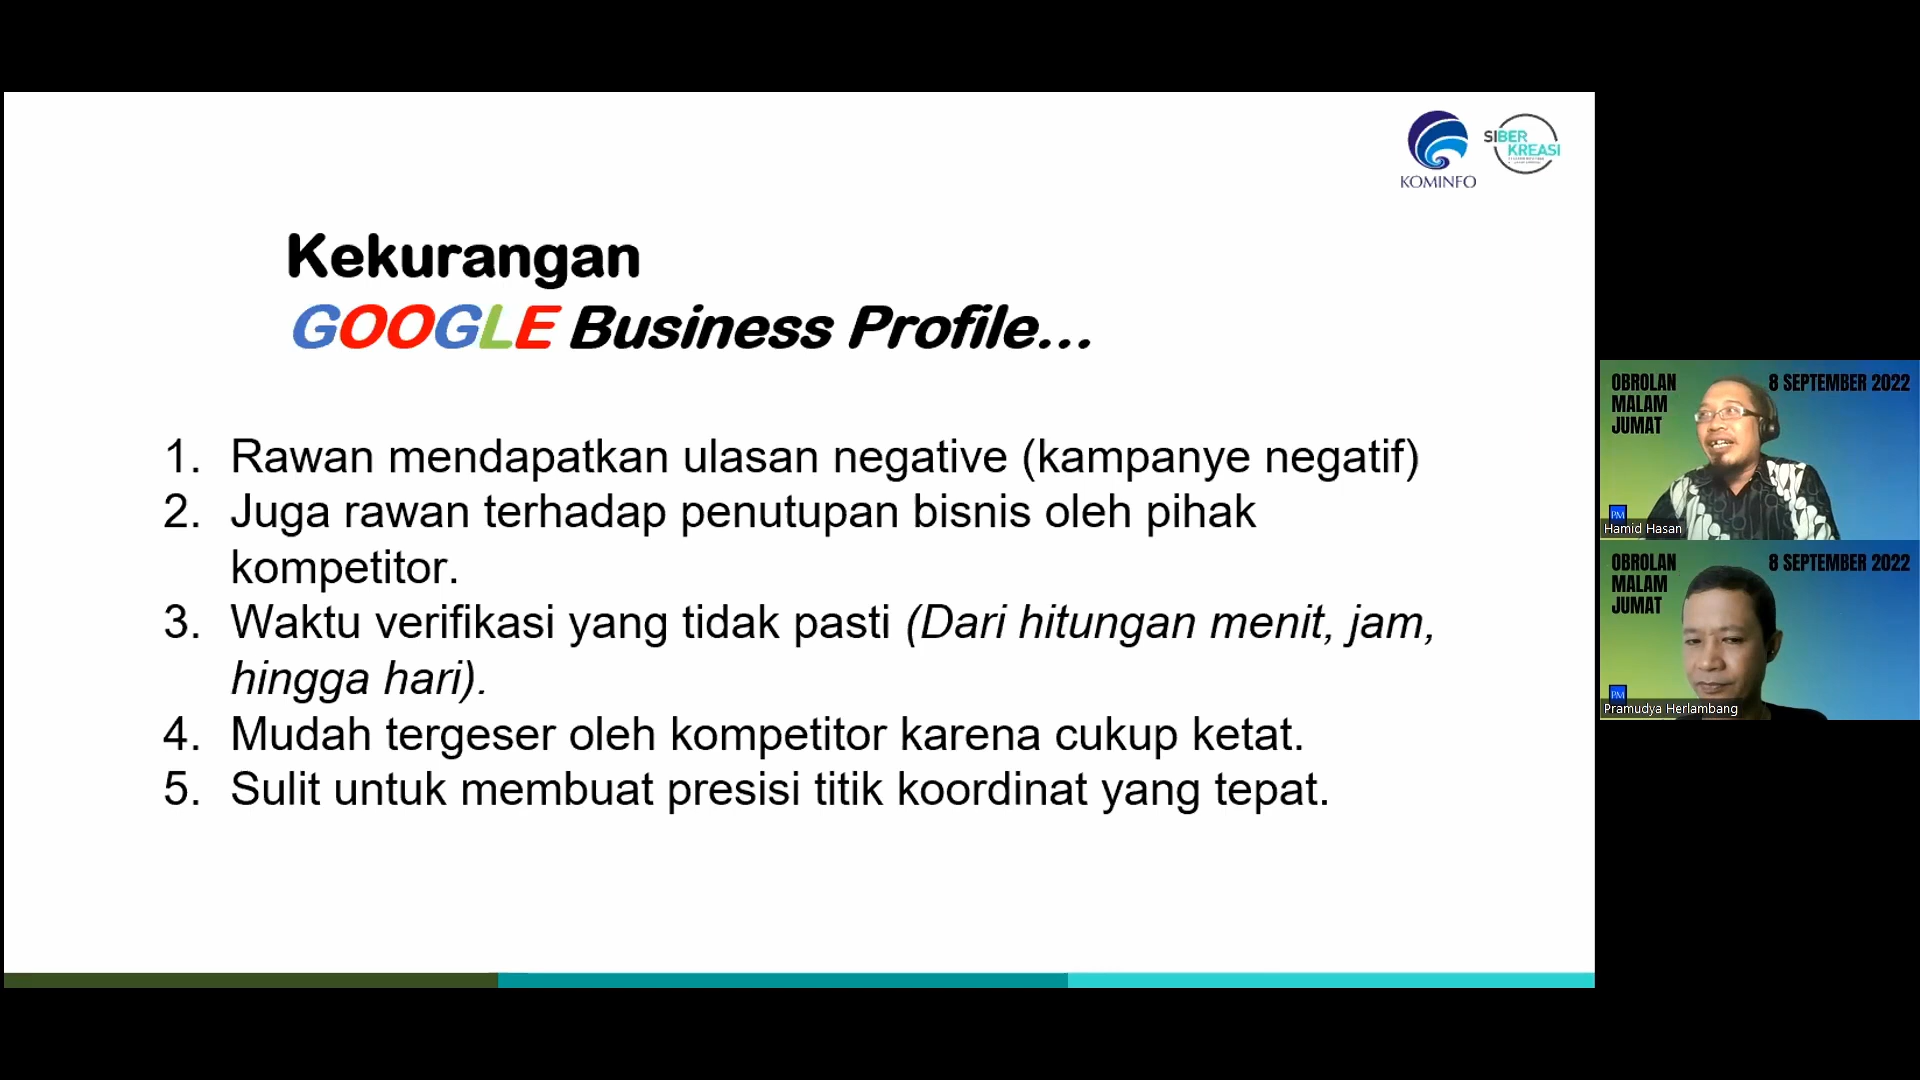 KOMINFO
SIBER
KREASI
Kekurangan
GOOGLE Business Profile...
1. Rawan mendapatkan ulasan negative (kampanye negatif)
2. Juga rawan terhadap penutupan bisnis oleh pihak
kompetitor.
3. Waktu verifikasi yang tidak pasti (Dari hitungan menit, jam,
hingga hari).
4. Mudah tergeser oleh kompetitor karena cukup ketat.
5. Sulit untuk membuat presisi titik koordinat yang tepat.
OBROLAN
MALAM
JUMAT
8 SEPTEMBER 2022
PM
Hamid Hasan
OBROLAN
MALAM
JUMAT
8 SEPTEMBER 2022
PM
Pramudya Herlambang